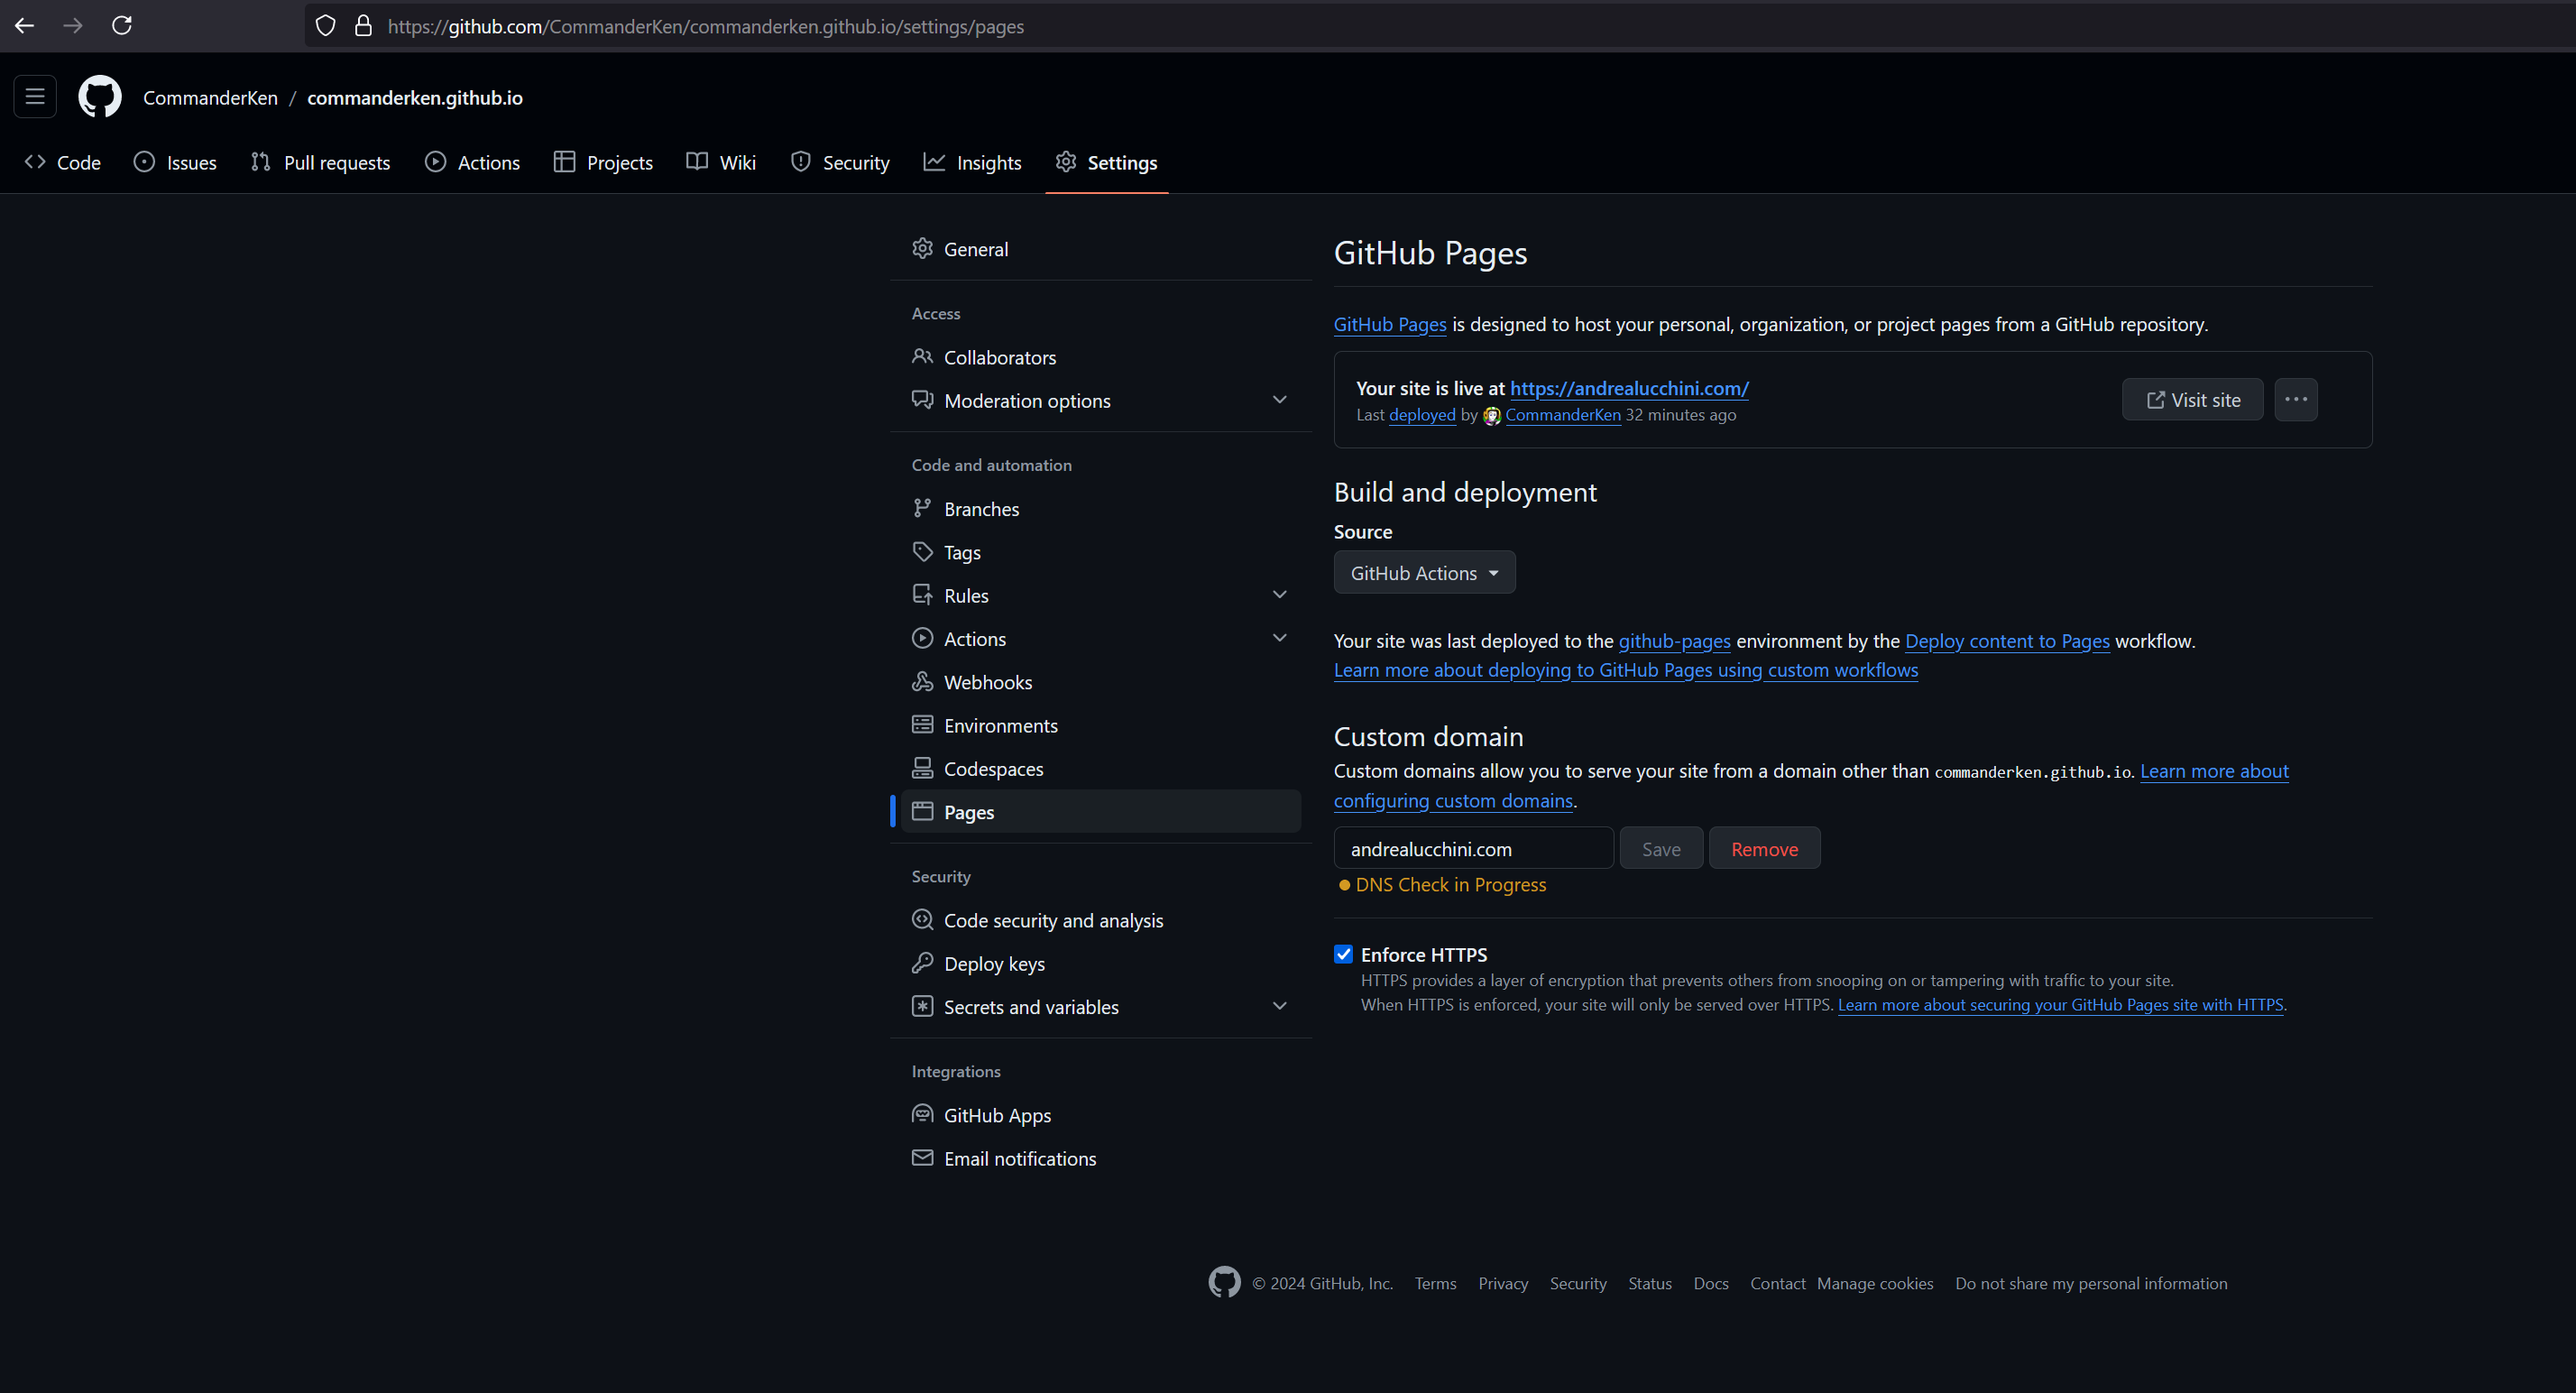 https://github.com/CommanderKen/commanderken.github.io/settings/pages
CommanderKen / commanderken.github.io
Code Issues Pull requests Actions Projects Wiki Security Insights Settings
General
Access
Collaborators
Moderation options
Code and automation
Branches
Tags
Rules
Actions
Webhooks
Environments
Codespaces
Pages
Security
Code security and analysis
Deploy keys
Secrets and variables
Integrations
GitHub Apps
Email notifications
GitHub Pages
GitHub Pages is designed to host your personal, organization, or project pages from a GitHub repository.
Your site is live at https://andrealucchini.com/
Last deployed by CommanderKen 32 minutes ago
Visit site
Build and deployment
Source
GitHub Actions
Your site was last deployed to the github-pages environment by the Deploy content to Pages workflow.
Learn more about deploying to GitHub Pages using custom workflows
Custom domain
Custom domains allow you to serve your site from a domain other than commanderken.github.io. Learn more about
configuring custom domains.
andrealucchini.com Save Remove
DNS Check in Progress
Enforce HTTPS
HTTPS provides a layer of encryption that prevents others from snooping on or tampering with traffic to your site.
When HTTPS is enforced, your site will only be served over HTTPS. Learn more about securing your GitHub Pages site with HTTPS.
© 2024 GitHub, Inc. Terms Privacy Security Status Docs Contact Manage cookies Do not share my personal information